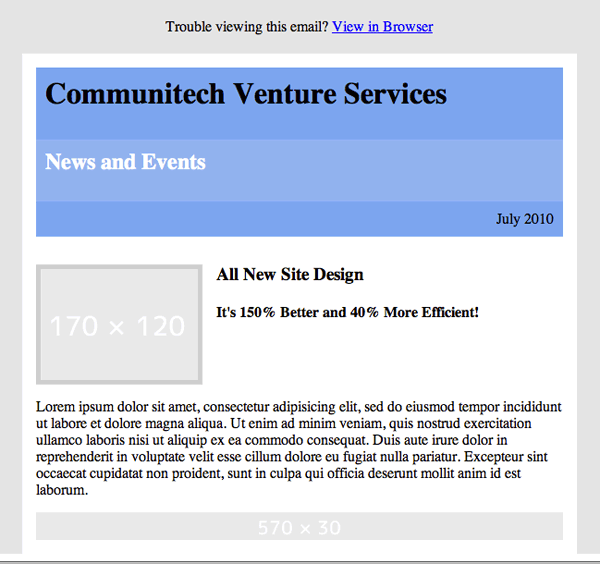 Trouble viewing this email? View in Browser
Communitech Venture Services
News and Events
July 2010
170 × 120
All New Site Design
It's 150% Better and 40% More Efficient!
Lorem ipsum dolor sit amet, consectetur adipisicing elit, sed do eiusmod tempor incididunt
ut labore et dolore magna aliqua. Ut enim ad minim veniam, quis nostrud exercitation
ullamco laboris nisi ut aliquip ex ea commodo consequat. Duis aute irure dolor in
reprehenderit in voluptate velit esse cillum dolore eu fugiat nulla pariatur. Excepteur sint
occaecat cupidatat non proident, sunt in culpa qui officia deserunt mollit anim id est
laborum.
570 × 30